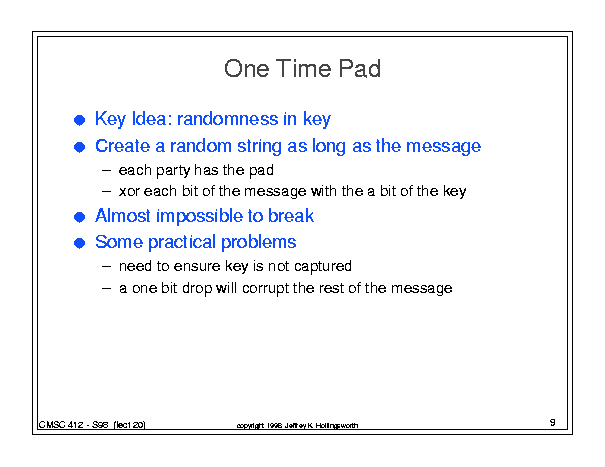 One Time Pad
● Key Idea: randomness in key
● Create a random string as long as the message
– each party has the pad
– xor each bit of the message with the a bit of the key
● Almost impossible to break
● Some practical problems
– need to ensure key is not captured
– a one bit drop will corrupt the rest of the message
CMSC 412 - S98 (lect 20)
copyright 1998 Jeffrey K. Hollingsworth
9